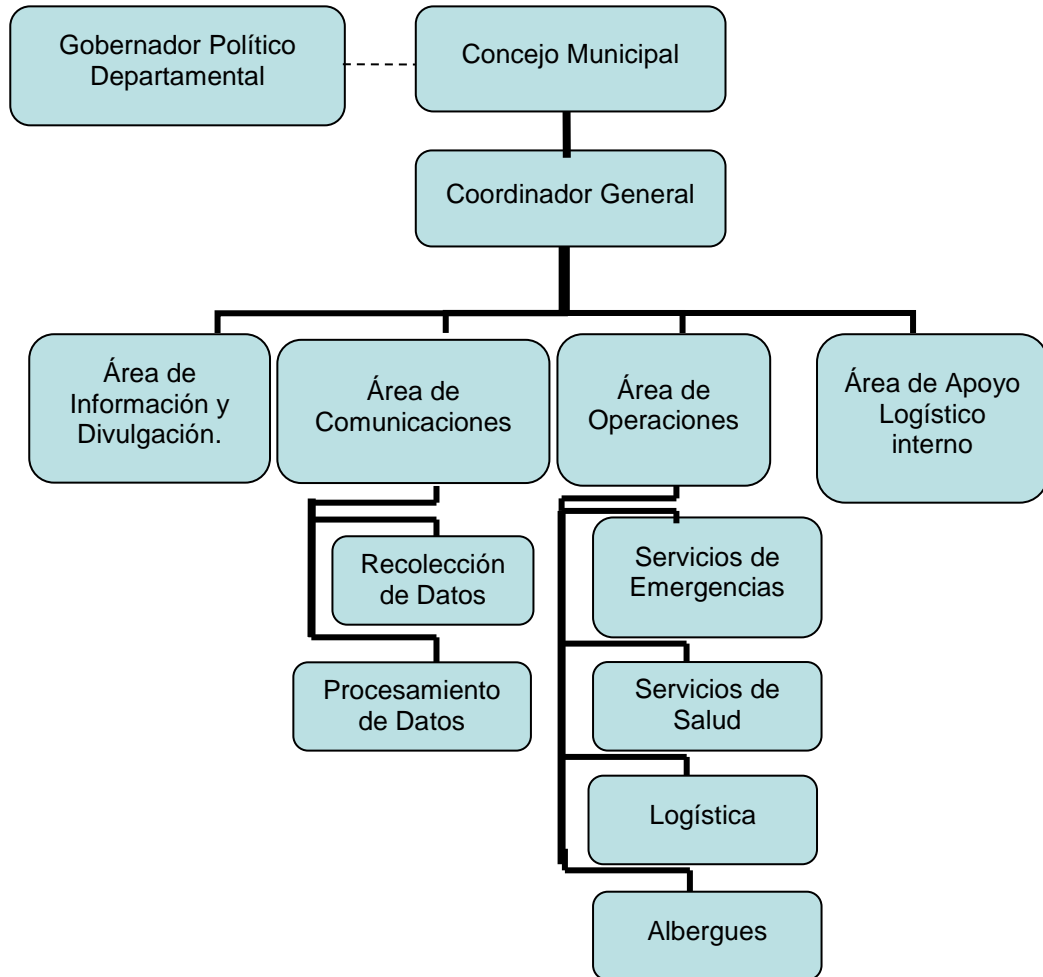 Gobernador Político
Departamental
Concejo Municipal
Coordinador General
Área de
Información y
Divulgación.
Área de
Comunicaciones
Área de
Operaciones
Área de Apoyo
Logístico
interno
Recolección
de Datos
Procesamiento
de Datos
Servicios de
Emergencias
Servicios de
Salud
Logística
Albergues